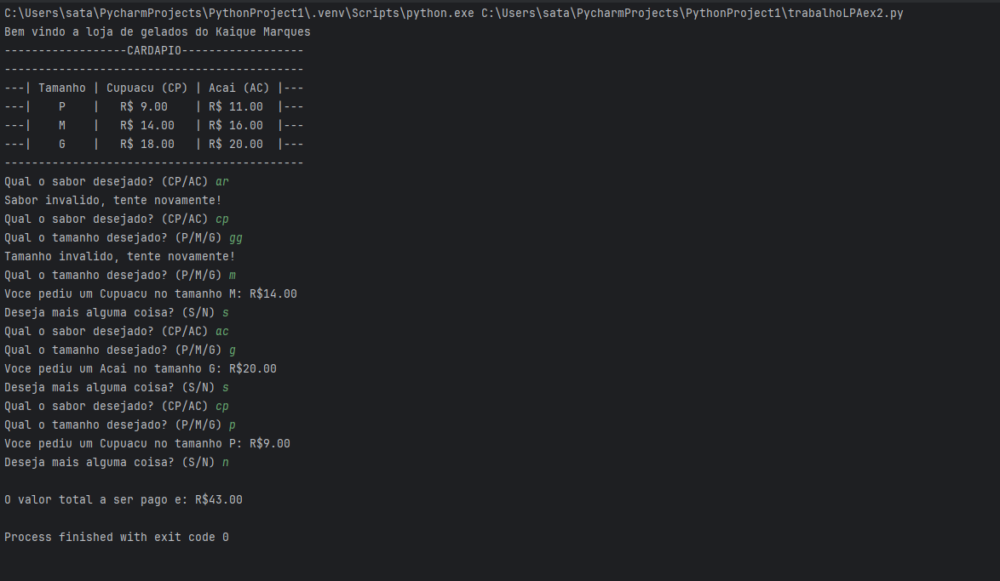 C:\Users\sata\PycharmProjects\PythonProject1\.venv\Scripts\python.exe C:\Users\sata\PycharmProjects\PythonProject1\trabalhoLPAex2.py
Bem vindo a loja de gelados do Kaique Marques
------------------CARDAPIO------------------
--------------------------------------------
---| Tamanho | Cupuacu (CP) | Acai (AC) |---
---|    P    |   R$ 9.00    | R$ 11.00  |---
---|    M    |   R$ 14.00   | R$ 16.00  |---
---|    G    |   R$ 18.00   | R$ 20.00  |---
--------------------------------------------
Qual o sabor desejado? (CP/AC) ar
Sabor invalido, tente novamente!
Qual o sabor desejado? (CP/AC) cp
Qual o tamanho desejado? (P/M/G) gg
Tamanho invalido, tente novamente!
Qual o tamanho desejado? (P/M/G) m
Voce pediu um Cupuacu no tamanho M: R$14.00
Deseja mais alguma coisa? (S/N) s
Qual o sabor desejado? (CP/AC) ac
Qual o tamanho desejado? (P/M/G) g
Voce pediu um Acai no tamanho G: R$20.00
Deseja mais alguma coisa? (S/N) s
Qual o sabor desejado? (CP/AC) cp
Qual o tamanho desejado? (P/M/G) p
Voce pediu um Cupuacu no tamanho P: R$9.00
Deseja mais alguma coisa? (S/N) n
O valor total a ser pago e: R$43.00
Process finished with exit code 0